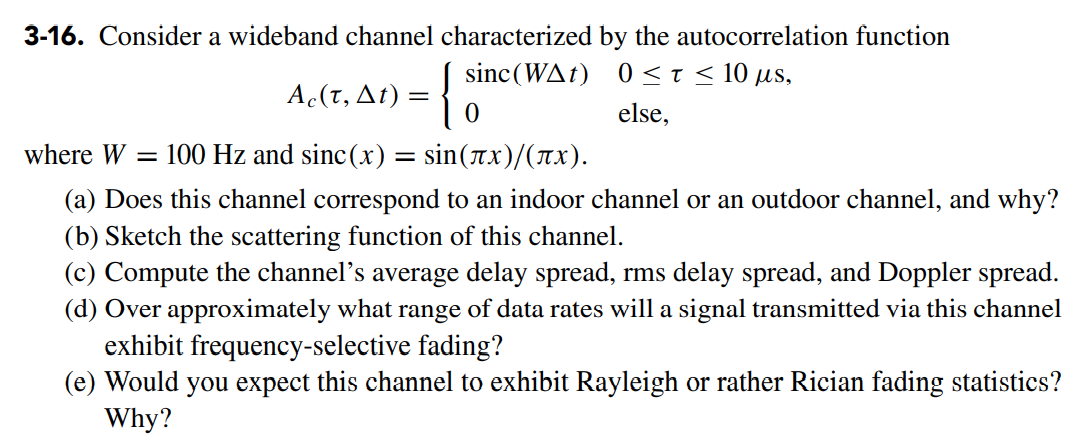 3-16. Consider a wideband channel characterized by the autocorrelation function
A_c(τ, Δt) = { sinc(WΔt) 0 ≤ τ ≤ 10 μs,
0 else,
where W = 100 Hz and sinc(x) = sin(πx)/(πx).
(a) Does this channel correspond to an indoor channel or an outdoor channel, and why?
(b) Sketch the scattering function of this channel.
(c) Compute the channel's average delay spread, rms delay spread, and Doppler spread.
(d) Over approximately what range of data rates will a signal transmitted via this channel
exhibit frequency-selective fading?
(e) Would you expect this channel to exhibit Rayleigh or rather Rician fading statistics?
Why?